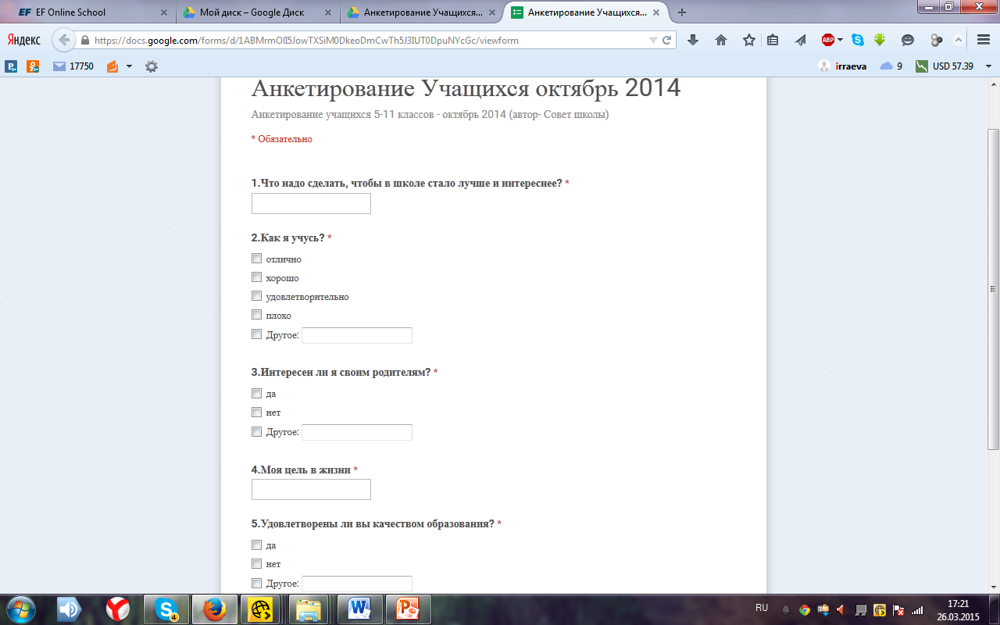 EF EF Online School
Мой диск – Google Диск
Анкетирование Учащихся...
Анкетирование Учащихся...
Яндекс
https://docs.google.com/forms/d/1ABMrmOlI5JowTXSiM0DkeoDmCwTh5J3IUT0DpuNYcGc/viewform
ABP
17750
irraeva
9
USD 57.39
Анкетирование Учащихся октябрь 2014
Анкетирование учащихся 5-11 классов - октябрь 2014 (автор- Совет школы)
* Обязательно
1.Что надо сделать, чтобы в школе стало лучше и интереснее? *
2.Как я учусь? *
отлично
хорошо
удовлетворительно
плохо
Другое:
3.Интересен ли я своим родителям? *
да
нет
Другое:
4.Моя цель в жизни *
5.Удовлетворены ли вы качеством образования? *
да
нет
Другое:
4
RU
17:21
26.03.2015